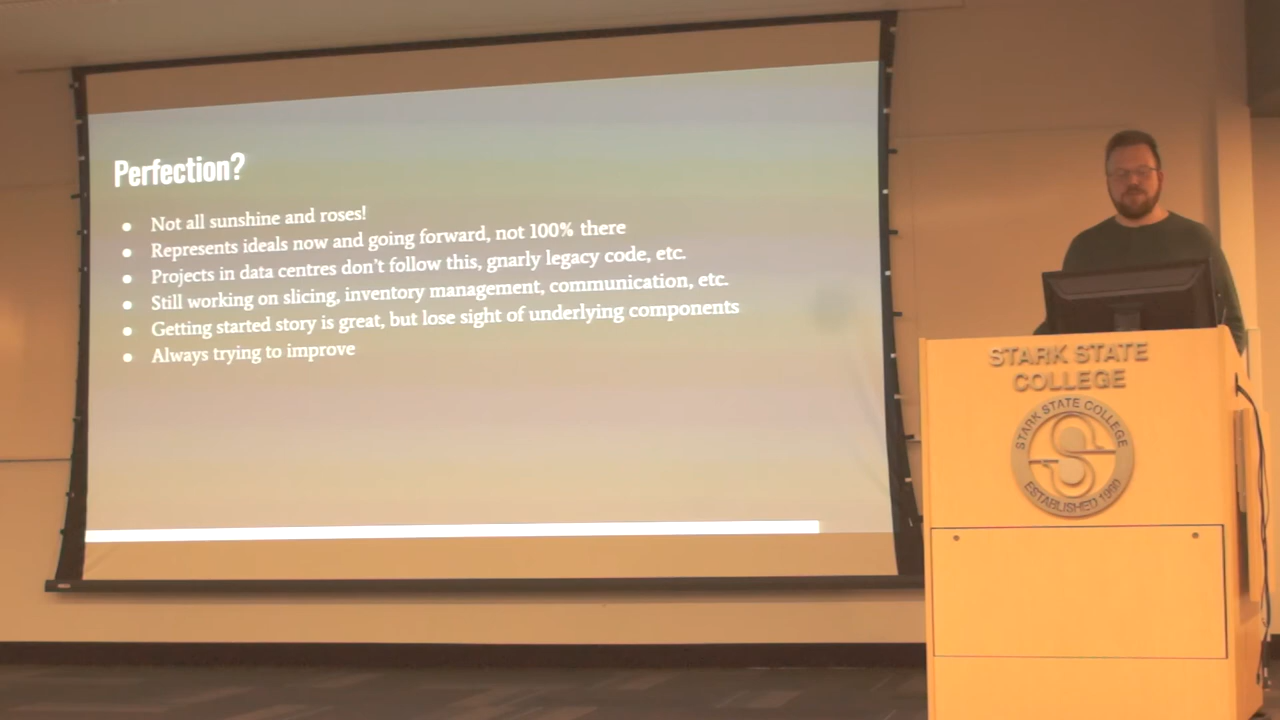 Perfection?
● Not all sunshine and roses!
● Represents ideals now and going forward, not 100% there
● Projects in data centres don't follow this, gnarly legacy code, etc.
● Still working on slicing, inventory management, communication, etc.
● Getting started story is great, but lose sight of underlying components
● Always trying to improve
STARK STATE
COLLEGE
STARK STATE COLLEGE
ESTABLISHED 1960